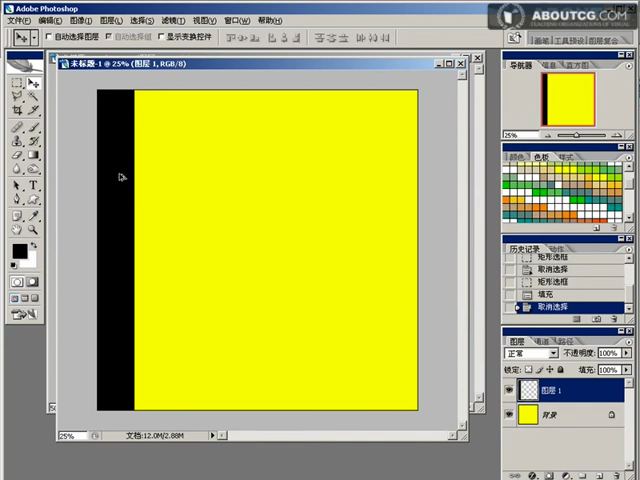 Adobe Photoshop
ABOUTCG.COM
文件(F) 编辑(E) 图像(I) 图层(L) 选择(S) 滤镜(T) 视图(V) 窗口(W) 帮助(H)
自动选择图层 自动选择组 显示变换控件
画笔 工具预设 图层复合
未标题-1 @ 25% (图层 1, RGB/8)
导航器 信息 直方图
25%
颜色 色板 样式
历史记录 动作
矩形选框
取消选择
矩形选框
填充
取消选择
图层 通道 路径
正常 不透明度: 100%
锁定: 填充: 100%
图层 1
背景
25% 文档:12.0M/2.88M